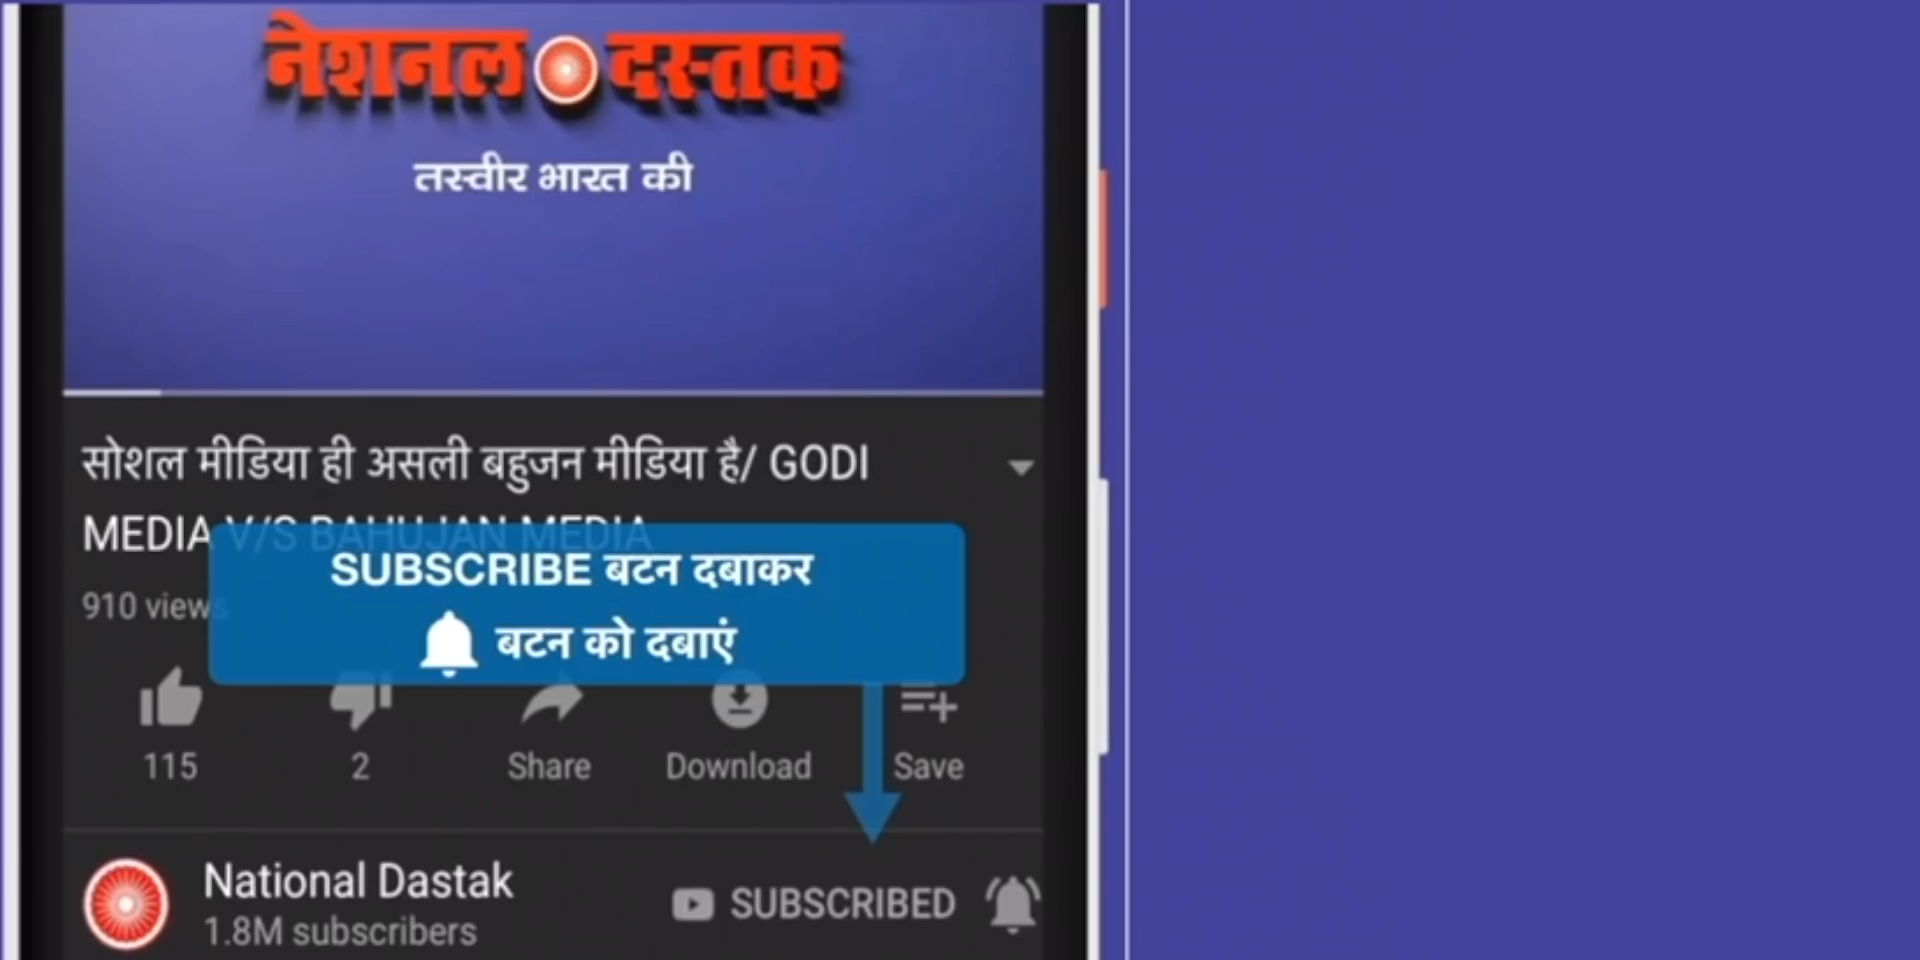 नेशनल दस्तक
तस्वीर भारत की
सोशल मीडिया ही असली बहुजन मीडिया है/ GODI
MEDIA V/S BAHUJAN MEDIA
SUBSCRIBE बटन दबाकर
बटन को दबाएं
910 views
115
2
Share
Download
Save
National Dastak
1.8M subscribers
SUBSCRIBED